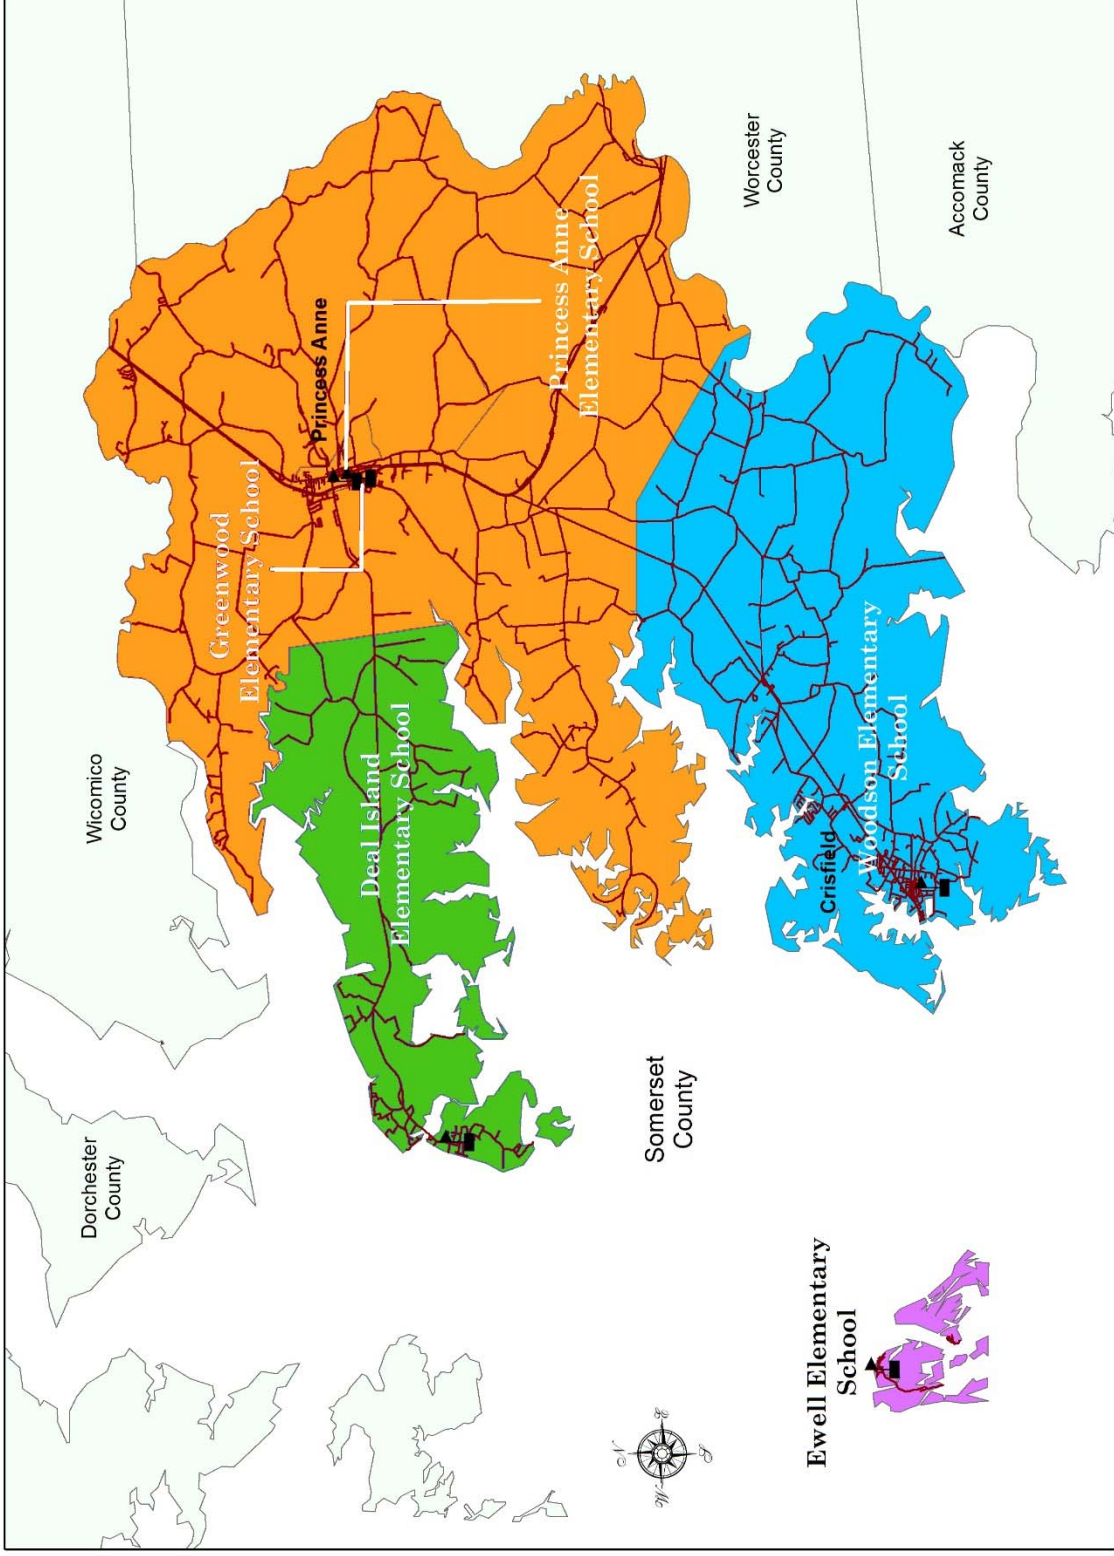 Dorchester
County
Wicomico
County
Greenwood
Elementary School
Princess Anne
Deal Island
Elementary School
Princess Anne
Elementary School
Worcester
County
Somerset
County
Crisfield
Woodson Elementary
School
Accomack
County
Ewell Elementary
School
N
W
E
S